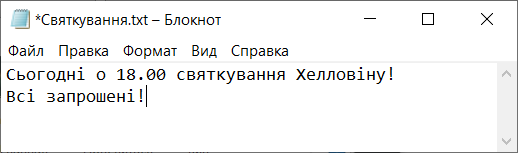 *Святкування.txt – Блокнот
Файл Правка Формат Вид Справка
Сьогодні о 18.00 святкування Хелловіну!
Всі запрошені!